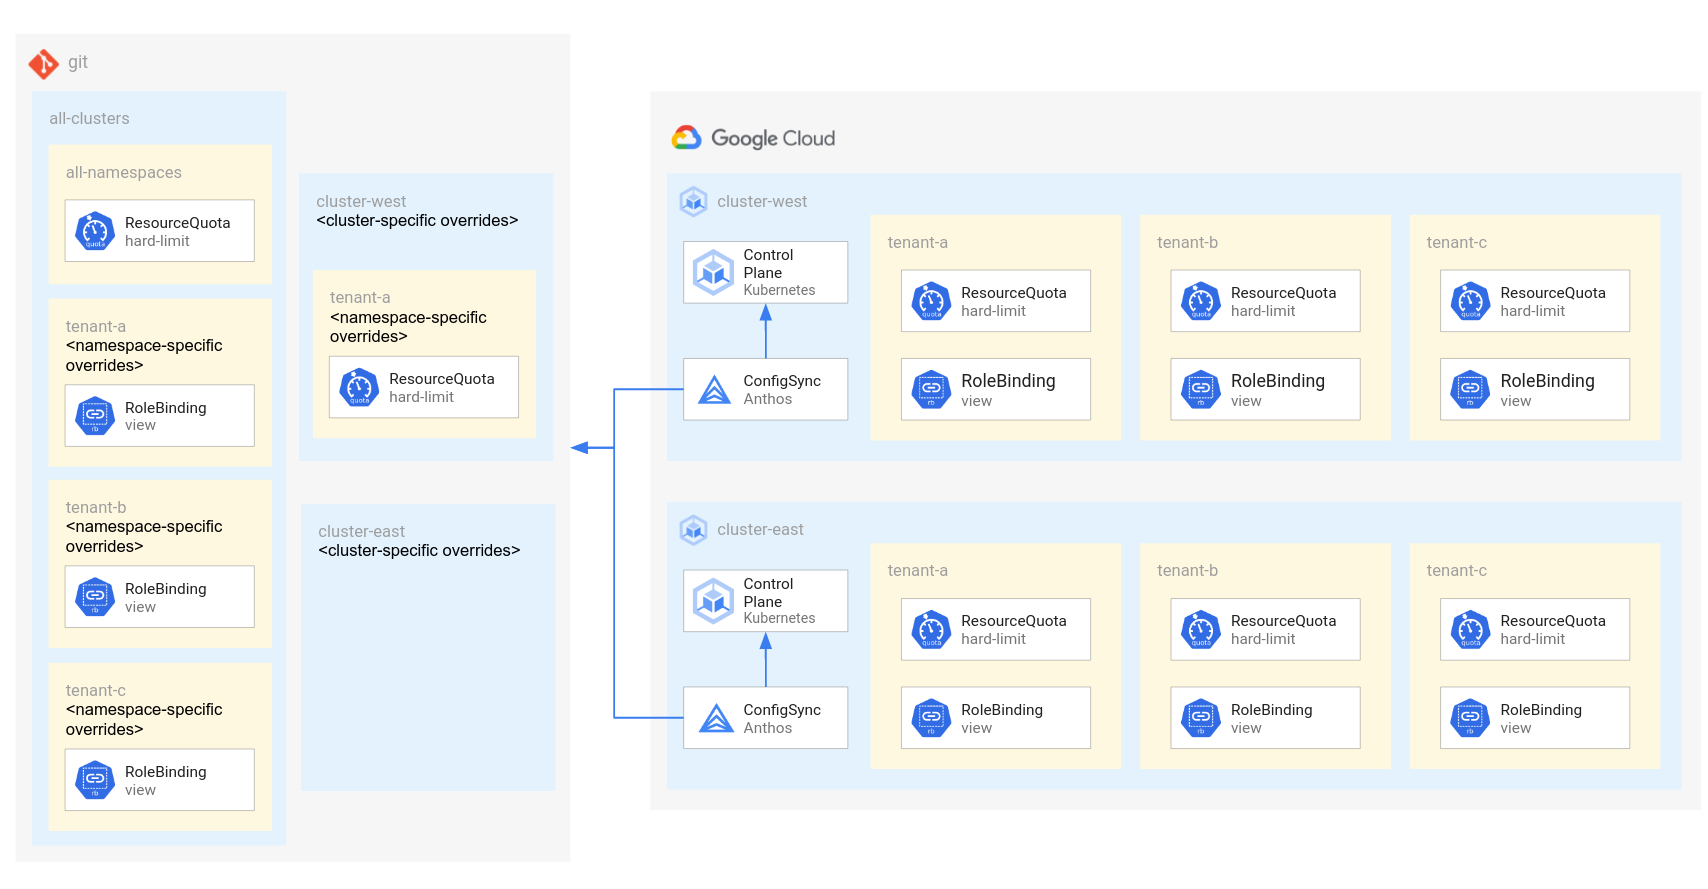 git
all-clusters
all-namespaces
ResourceQuota
hard-limit
quota
tenant-a
<namespace-specific
overrides>
RoleBinding
view
rb
tenant-b
<namespace-specific
overrides>
RoleBinding
view
rb
tenant-c
<namespace-specific
overrides>
RoleBinding
view
rb
cluster-west
<cluster-specific overrides>
tenant-a
<namespace-specific
overrides>
ResourceQuota
hard-limit
quota
cluster-east
<cluster-specific overrides>
Google Cloud
cluster-west
Control
Plane
Kubernetes
ConfigSync
Anthos
tenant-a
ResourceQuota
hard-limit
quota
RoleBinding
view
rb
tenant-b
ResourceQuota
hard-limit
quota
RoleBinding
view
rb
tenant-c
ResourceQuota
hard-limit
quota
RoleBinding
view
rb
cluster-east
Control
Plane
Kubernetes
ConfigSync
Anthos
tenant-a
ResourceQuota
hard-limit
quota
RoleBinding
view
rb
tenant-b
ResourceQuota
hard-limit
quota
RoleBinding
view
rb
tenant-c
ResourceQuota
hard-limit
quota
RoleBinding
view
rb